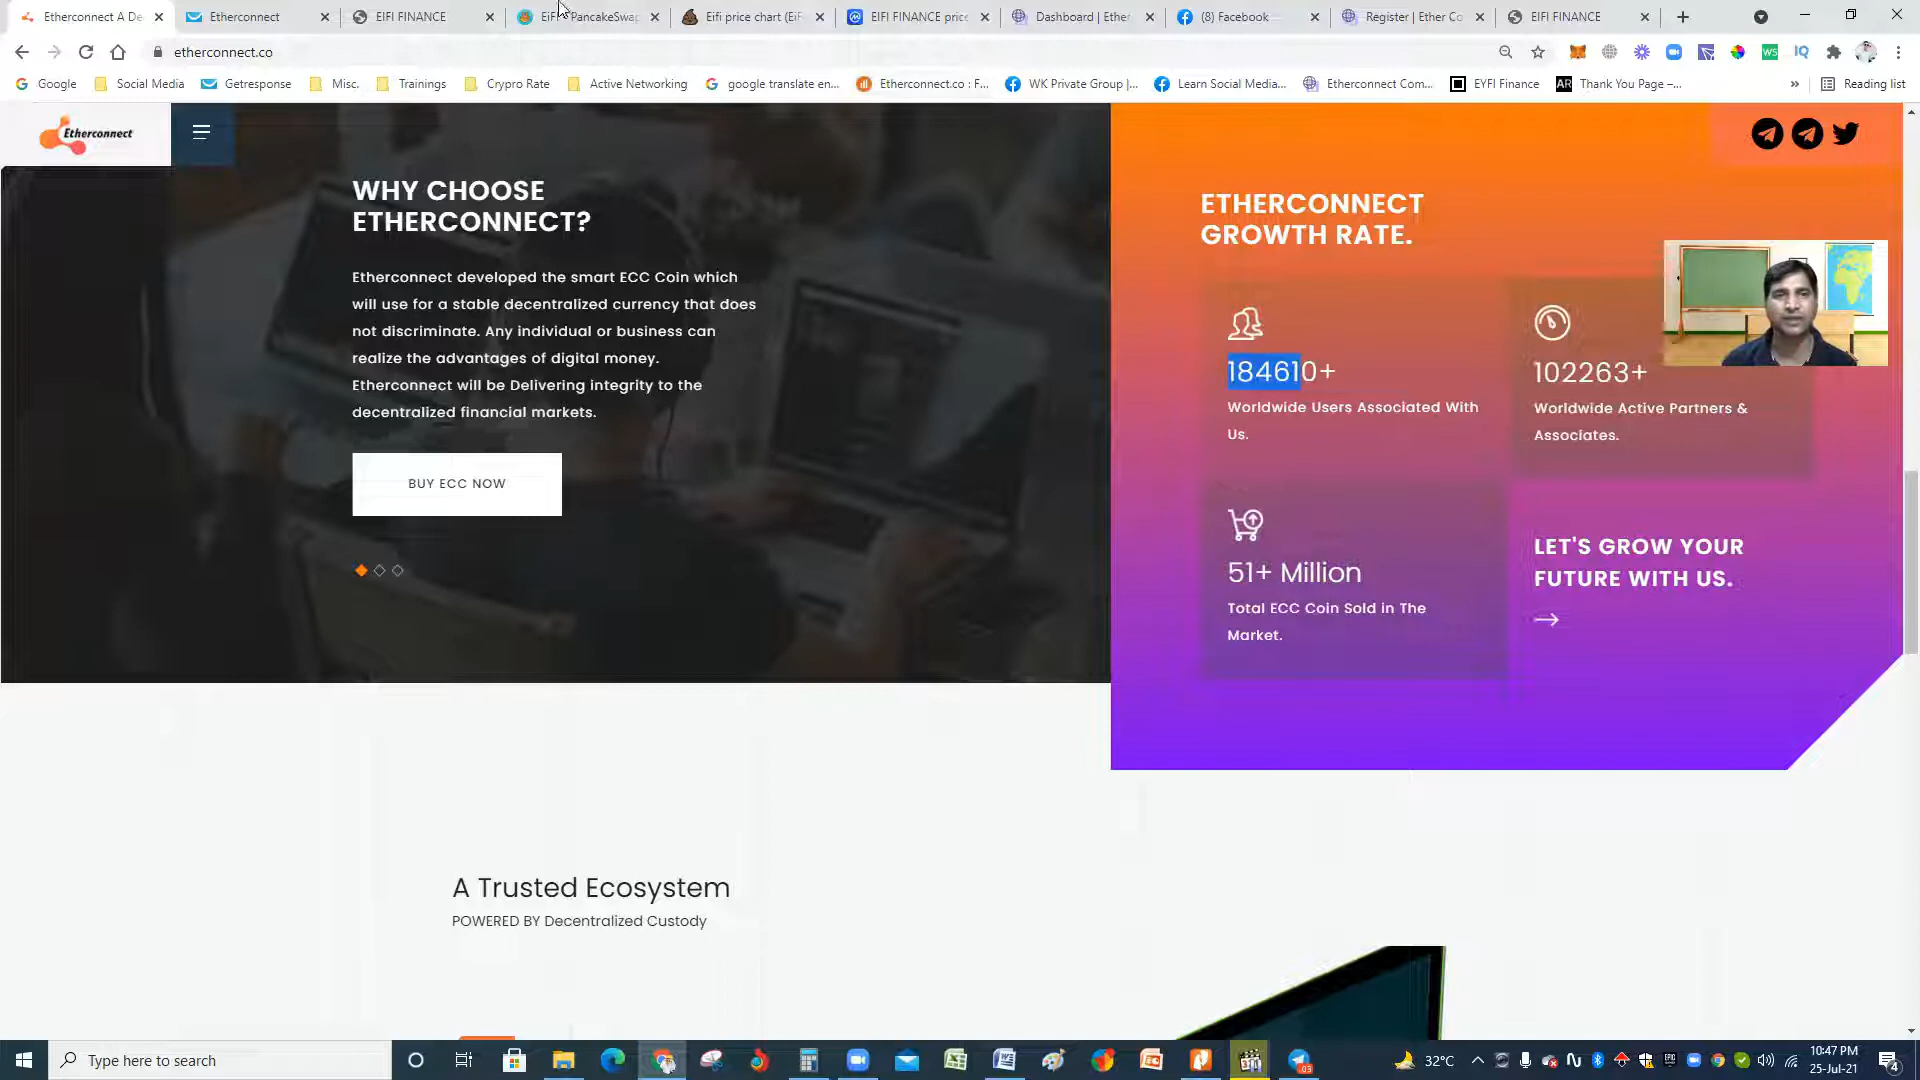 Etherconnect A De
Etherconnect
EIFI FINANCE
EiFi PancakeSwap
Eifi price chart (EiF
EIFI FINANCE price
Dashboard | Ether
(8) Facebook
Register | Ether Co
EIFI FINANCE
etherconnect.co
Google
Social Media
Getresponse
Misc.
Trainings
Crypro Rate
Active Networking
google translate en...
Etherconnect.co : F...
WK Private Group |...
Learn Social Media...
Etherconnect Com...
EYFI Finance
AR Thank You Page –...
»
Reading list
Etherconnect
WHY CHOOSE
ETHERCONNECT?
Etherconnect developed the smart ECC Coin which
will use for a stable decentralized currency that does
not discriminate. Any individual or business can
realize the advantages of digital money.
Etherconnect will be Delivering integrity to the
decentralized financial markets.
BUY ECC NOW
ETHERCONNECT
GROWTH RATE.
184610+
Worldwide Users Associated With
Us.
102263+
Worldwide Active Partners &
Associates.
51+ Million
Total ECC Coin Sold in The
Market.
LET'S GROW YOUR
FUTURE WITH US.
A Trusted Ecosystem
POWERED BY Decentralized Custody
Type here to search
32°C
10:47 PM
25-Jul-21
4